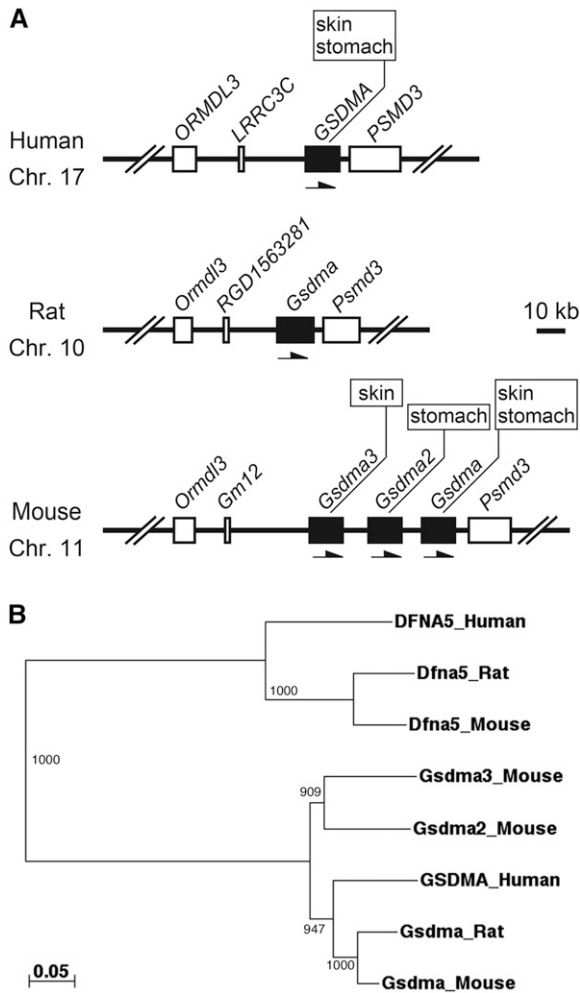 A
skin
stomach
ORMDL3
LRRC3C
GSDMA
PSMD3
Human
Chr. 17
Ormdl3
RGD1563281
Gsdma
Psmd3
Rat
Chr. 10
10 kb
skin
stomach
skin
stomach
Ormdl3
Gm12
Gsdma3
Gsdma2
Gsdma
Psmd3
Mouse
Chr. 11
B
DFNA5_Human
Dfna5_Rat
1000
Dfna5_Mouse
1000
Gsdma3_Mouse
909
Gsdma2_Mouse
GSDMA_Human
947
Gsdma_Rat
1000
Gsdma_Mouse
0.05